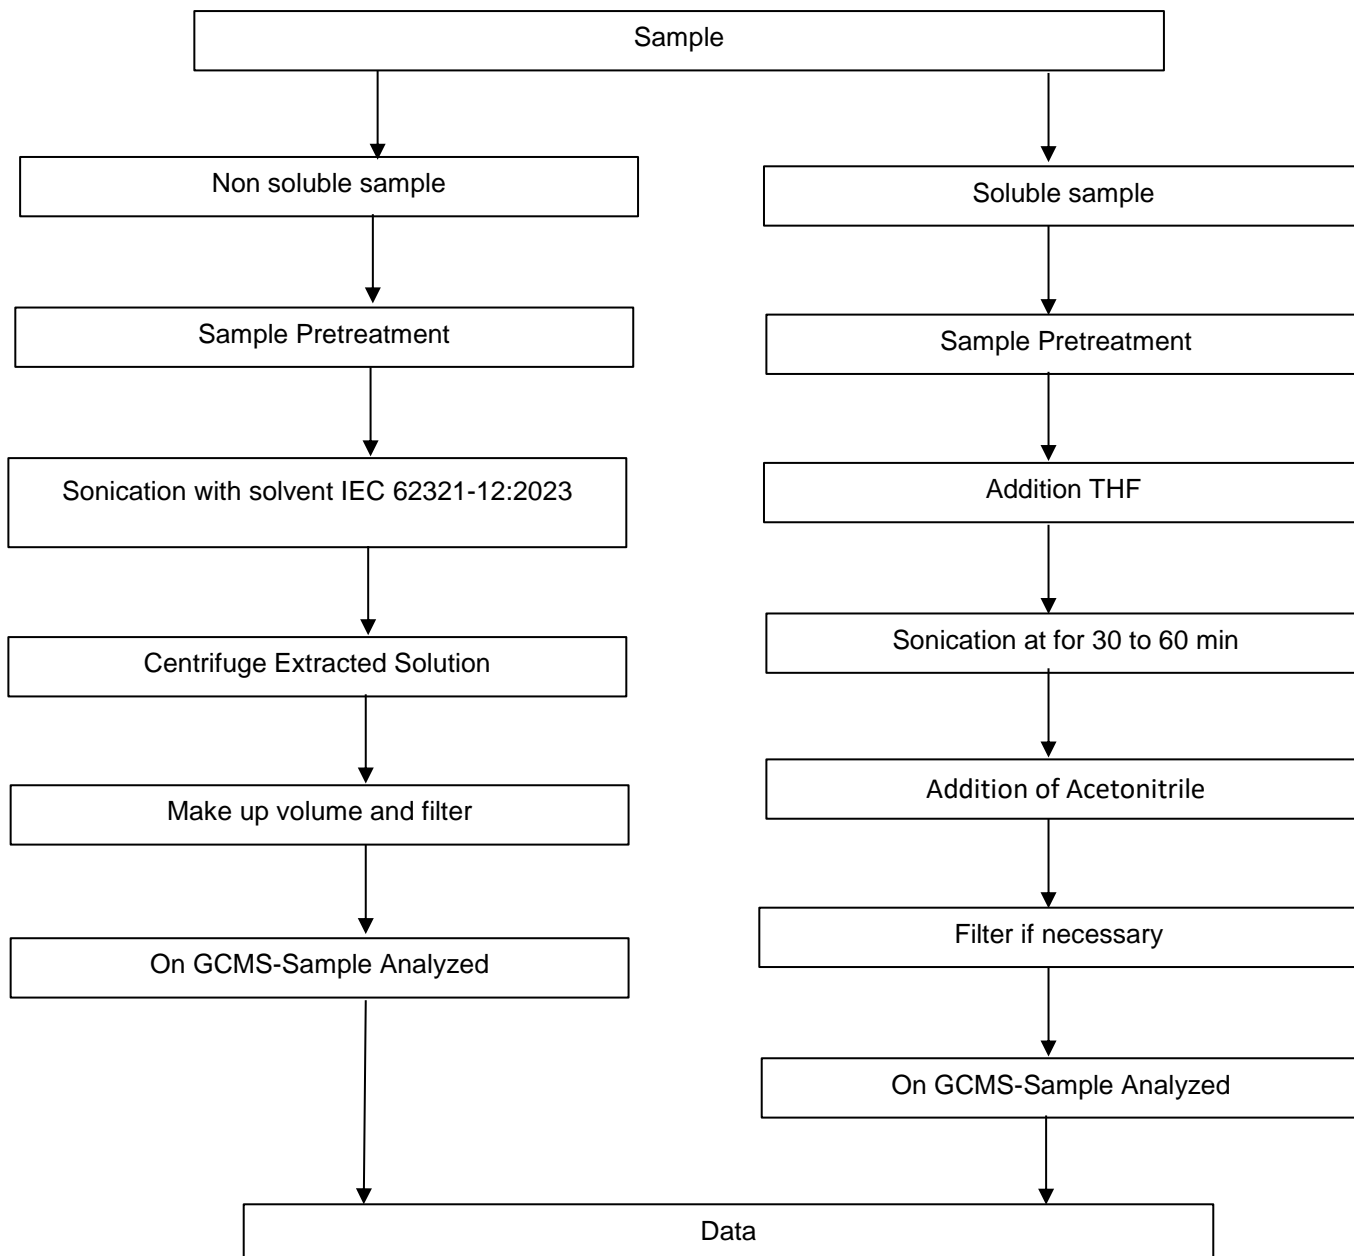 Sample
Non soluble sample
Soluble sample
Sample Pretreatment
Sample Pretreatment
Sonication with solvent IEC 62321-12:2023
Addition THF
Centrifuge Extracted Solution
Sonication at for 30 to 60 min
Make up volume and filter
Addition of Acetonitrile
On GCMS-Sample Analyzed
Filter if necessary
On GCMS-Sample Analyzed
Data